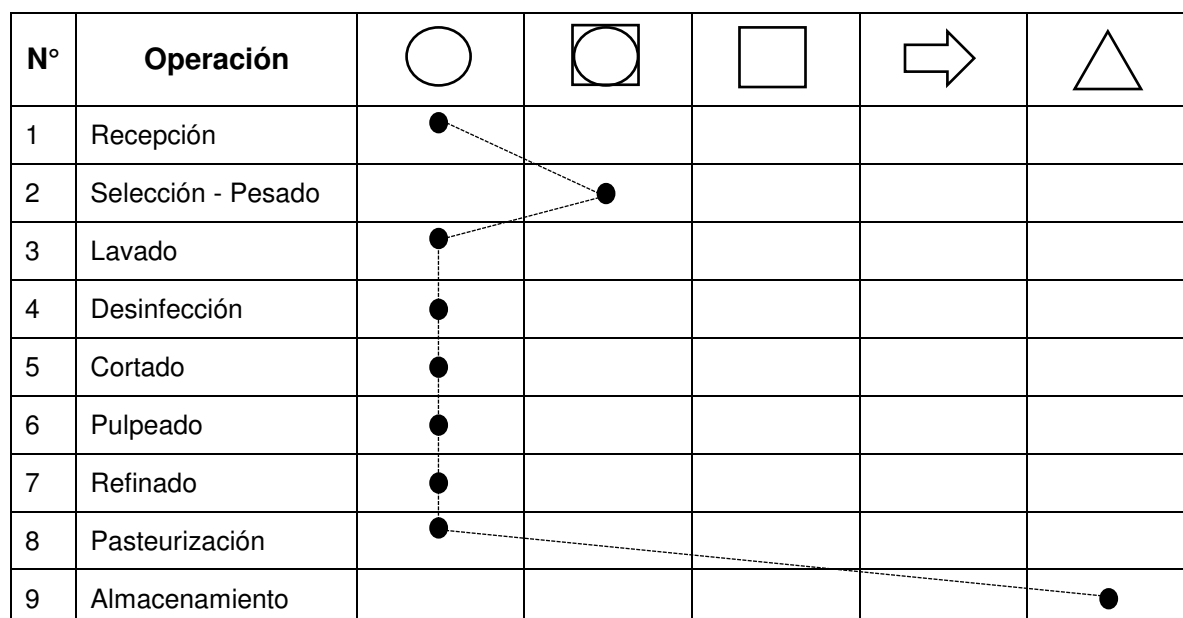 N° Operación
1 Recepción
2 Selección - Pesado
3 Lavado
4 Desinfección
5 Cortado
6 Pulpeado
7 Refinado
8 Pasteurización
9 Almacenamiento